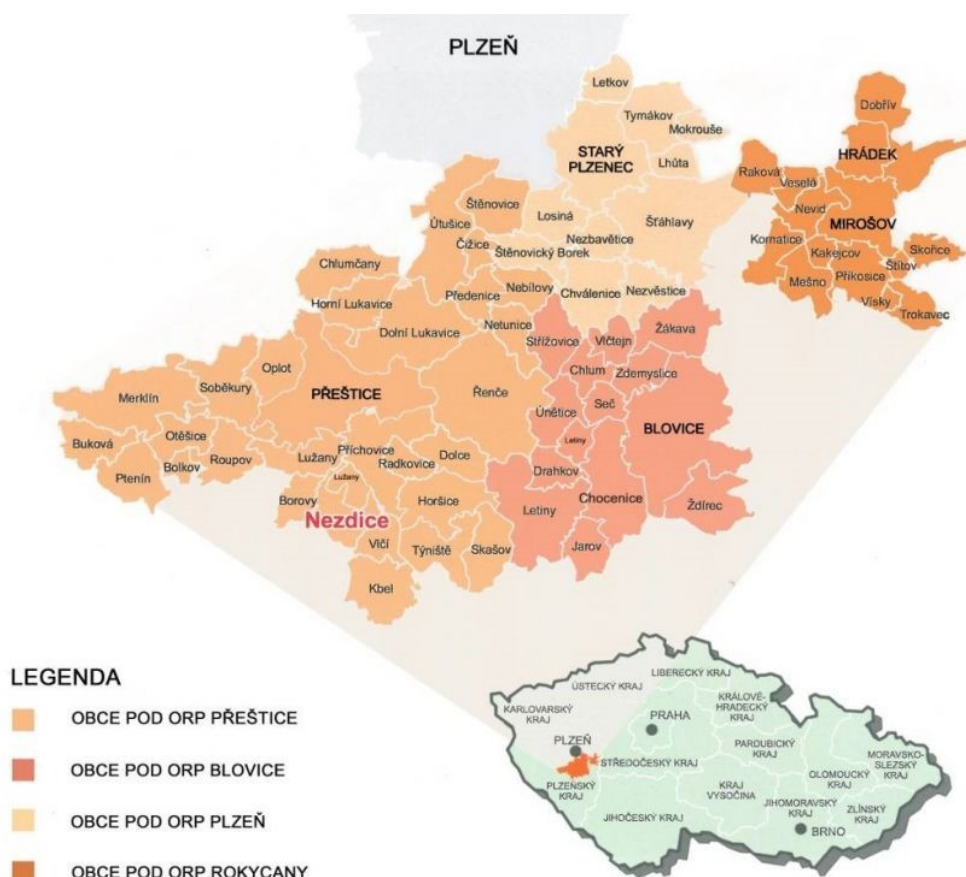 PLZEŇ
Letkov
Tymákov
Mokrouše
STARÝ
PLZENEC
Lhůta
Dobřív
HRÁDEK
Raková
Veselá
Nevid
MIROŠOV
Kornatice
Kakejcov
Skořice
Štítov
Mešno
Příkosice
Vísky
Trokavec
Štěnovice
Útušice
Losiná
Šťáhlavy
Čižice
Nezbavětice
Štěnovický Borek
Chlumčany
Předenice
Nebílovy
Chválenice
Nezvěstice
Horní Lukavice
Dolní Lukavice
Netunice
Střížovice
Vlčtejn
Žákava
Oplot
Soběkury
Chlum
Zdemyslice
Merklín
PŘEŠTICE
Řenče
Únětice
Seč
BLOVICE
Buková
Otěšice
Příchovice
Letiny
Ptenín
Bolkov
Roupov
Lužany
Radkovice
Dolce
Drahkov
Lužany
Borovy
Horšice
Letiny
Chocenice
Ždírec
Nezdice
Vlčí
Týniště
Skašov
Jarov
Kbel
LEGENDA
OBCE POD ORP PŘEŠTICE
OBCE POD ORP BLOVICE
OBCE POD ORP PLZEŇ
OBCE POD ORP ROKYCANY
ÚSTECKÝ KRAJ
LIBERECKÝ KRAJ
KARLOVARSKÝ
KRAJ
KRÁLOVÉ-
HRADECKÝ
KRAJ
PRAHA
PLZEŇ
STŘEDOČESKÝ KRAJ
PARDUBICKÝ
KRAJ
MORAVSKO-
SLEZSKÝ
KRAJ
PLZEŇSKÝ
KRAJ
OLOMOUCKÝ
KRAJ
KRAJ
VYSOČINA
JIHOMORAVSKÝ
KRAJ
ZLÍNSKÝ
KRAJ
JIHOČESKÝ KRAJ
BRNO